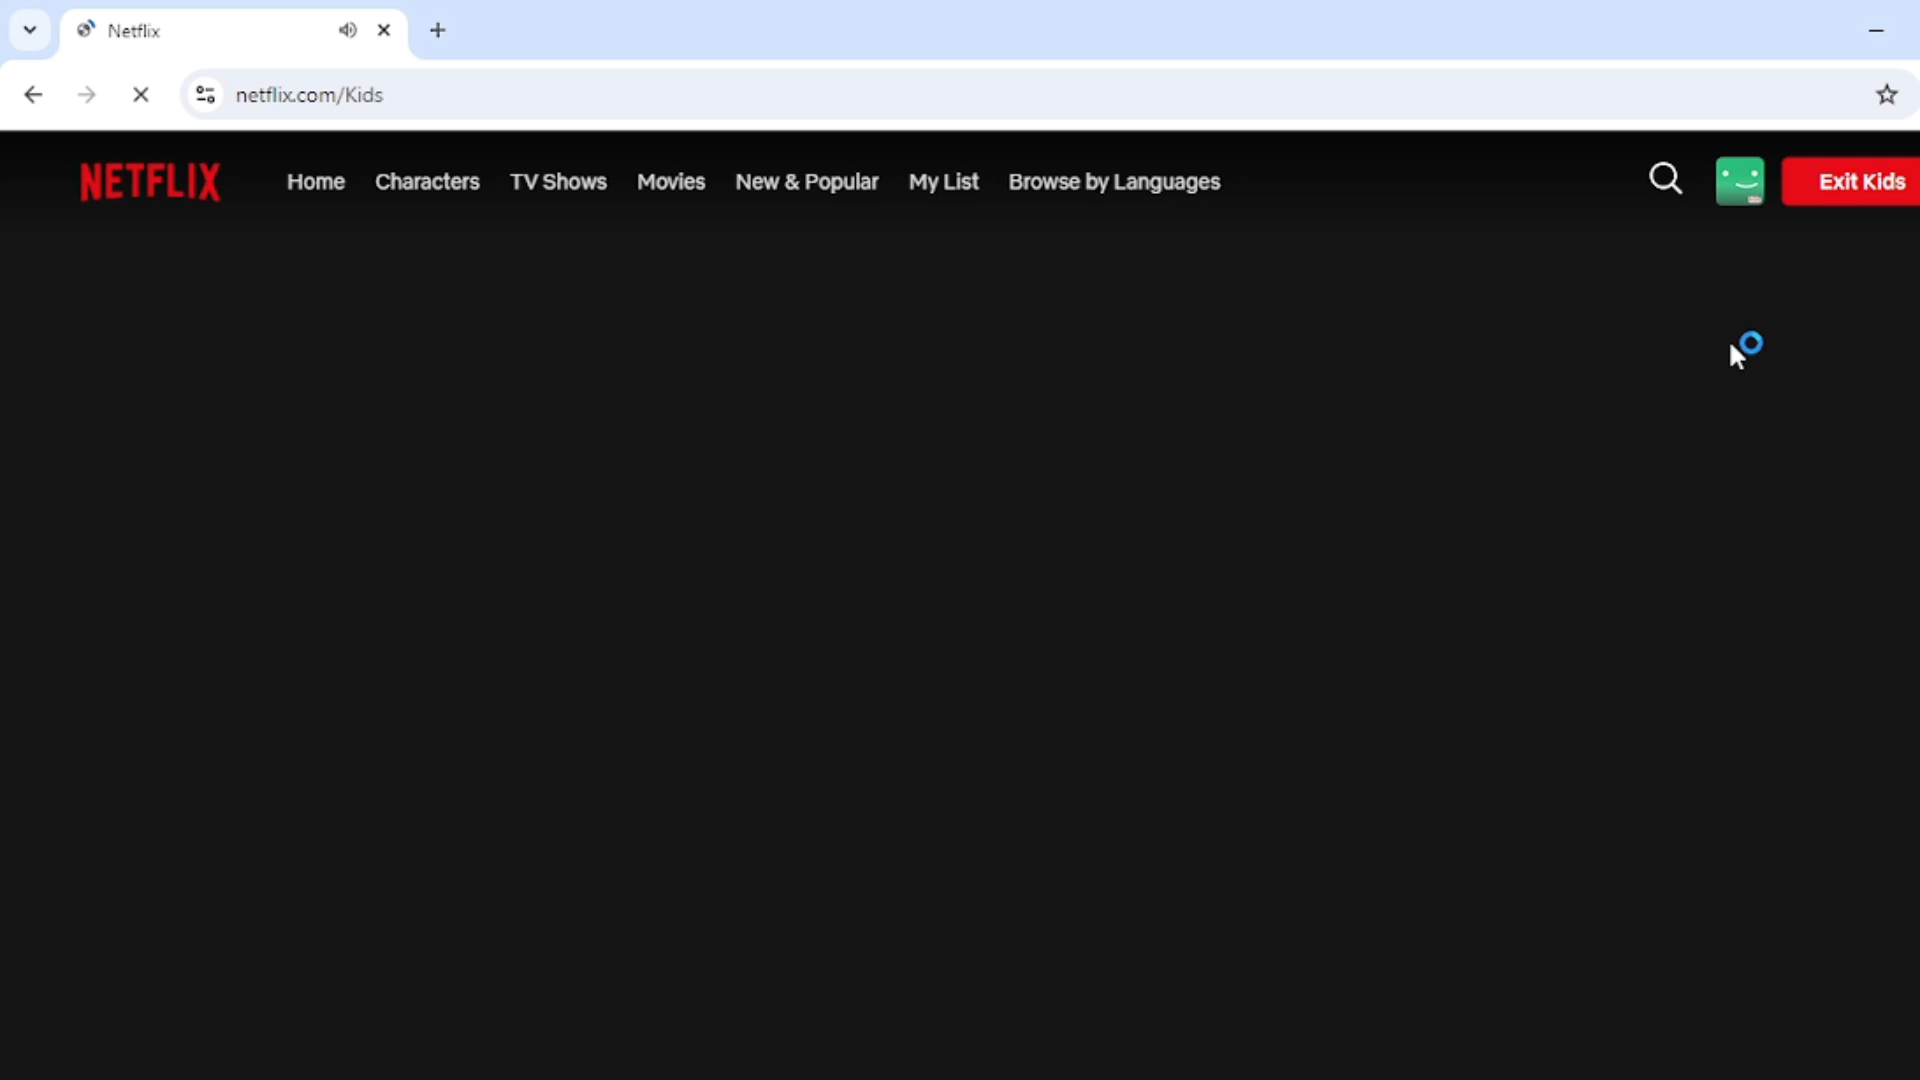 Netflix
netflix.com/Kids
NETFLIX Home Characters TV Shows Movies New & Popular My List Browse by Languages Exit Kids